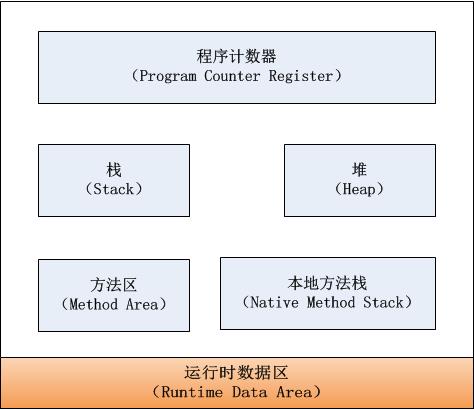 程序计数器
（Program Counter Register）
栈
（Stack）
堆
（Heap）
方法区
（Method Area）
本地方法栈
（Native Method Stack）
运行时数据区
（Runtime Data Area）